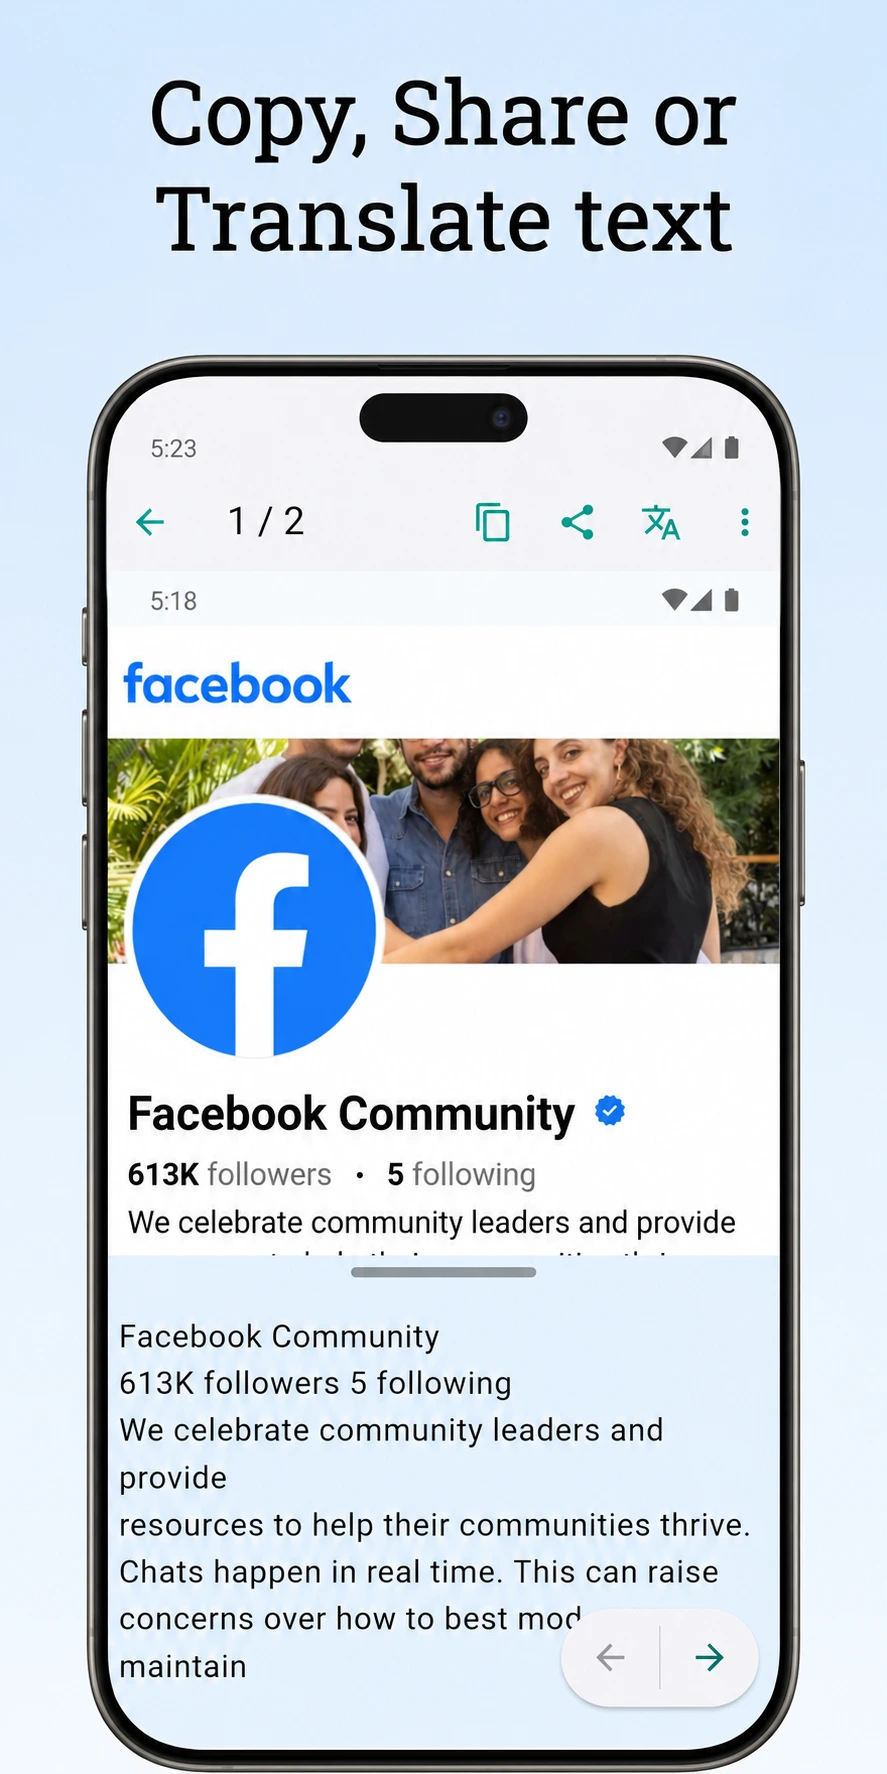 Copy, Share or
Translate text
5:23
1 / 2
5:18
facebook
Facebook Community
613K followers • 5 following
We celebrate community leaders and provide
Facebook Community
613K followers 5 following
We celebrate community leaders and
provide
resources to help their communities thrive.
Chats happen in real time. This can raise
concerns over how to best mod
maintain